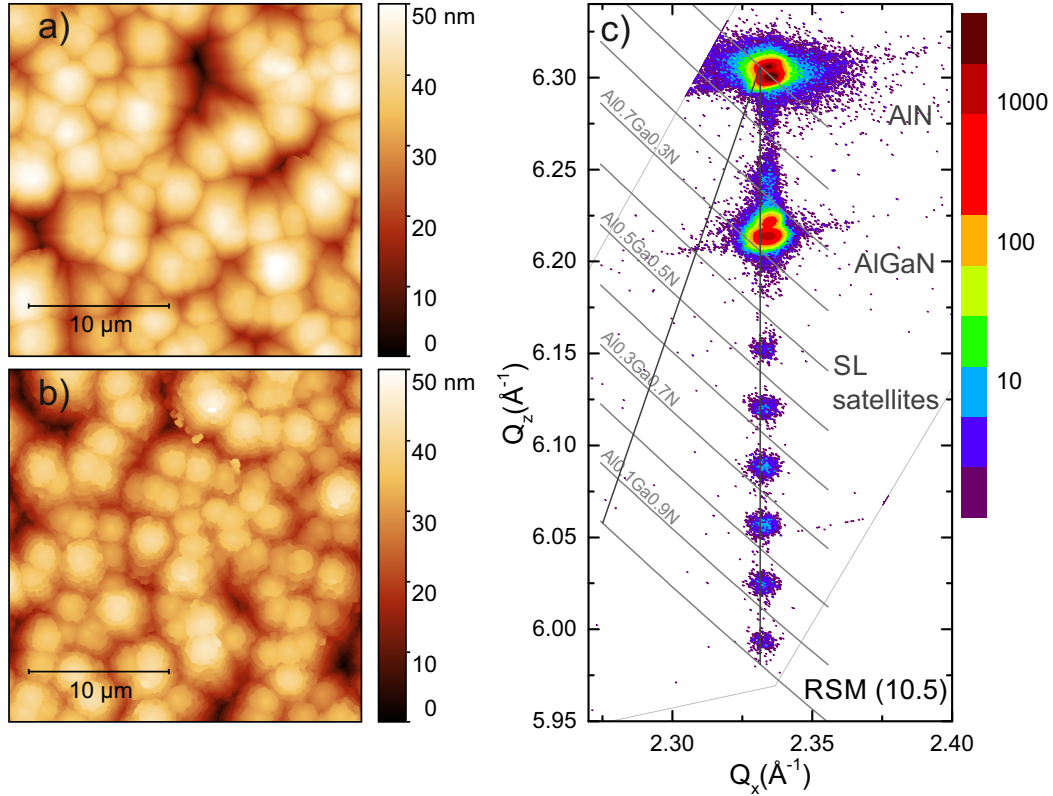 a)
50 nm
40
30
20
10
0
10 µm
b)
50 nm
40
30
20
10
0
10 µm
c)
6.30
6.25
6.20
6.15
6.10
6.05
6.00
5.95
Qz(Å-1)
2.30
2.35
2.40
Qx(Å-1)
Al0.7Ga0.3N
Al0.5Ga0.5N
Al0.3Ga0.7N
Al0.1Ga0.9N
AlN
AlGaN
SL
satellites
RSM (10.5)
1000
100
10